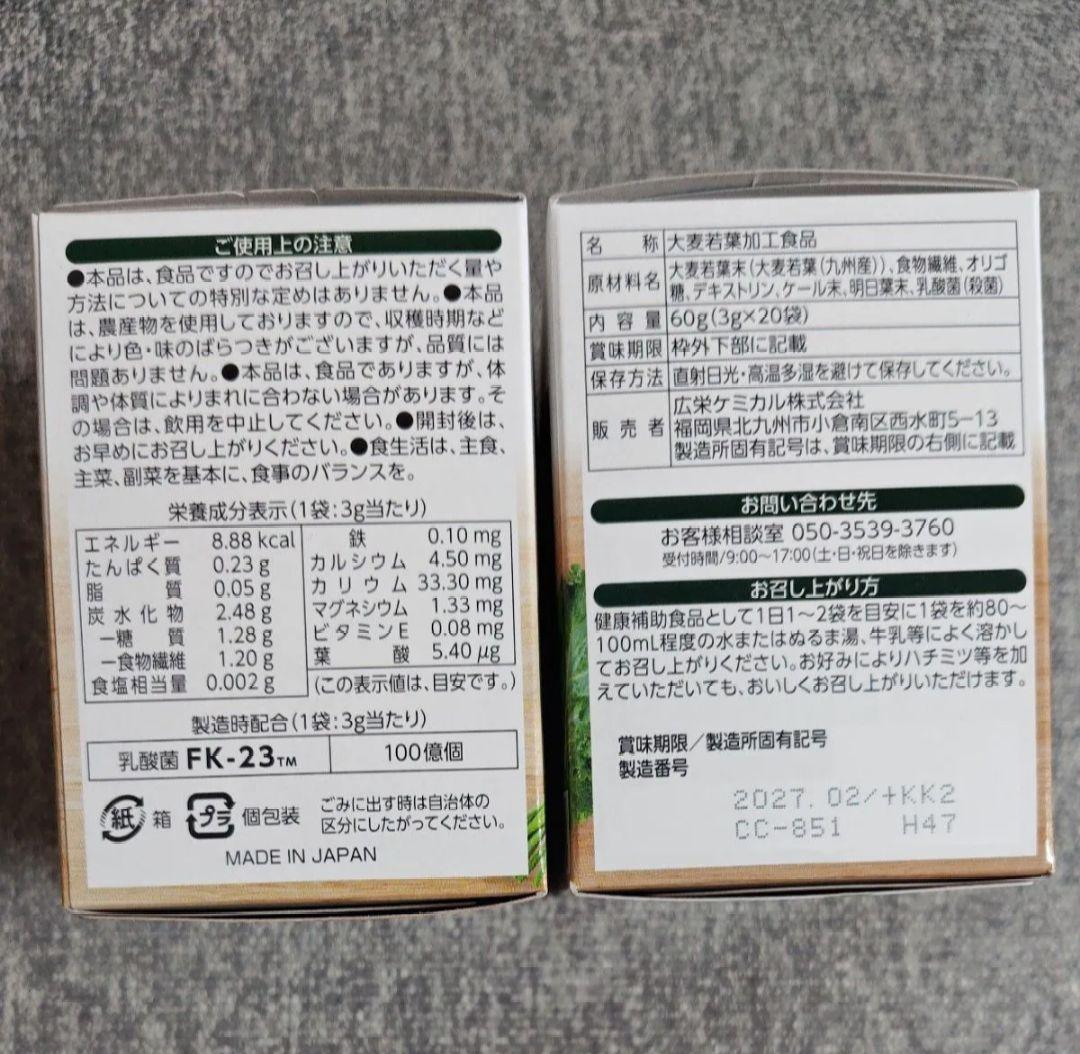 ご使用上の注意
●本品は、食品ですのでお召し上がりいただく量や
方法についての特別な定めはありません。●本品
は、農産物を使用しておりますので、収穫時期など
により色・味のばらつきがございますが、品質には
問題ありません。●本品は、食品でありますが、体
調や体質によりまれに合わない場合があります。そ
の場合は、飲用を中止してください。●開封後は、
お早めにお召し上がりください。●食生活は、主食、
主菜、副菜を基本に、食事のバランスを。
栄養成分表示(1袋:3g当たり)
エネルギー 8.88 kcal
たんぱく質 0.23 g
脂質 0.05 g
炭水化物 2.48 g
―糖質 1.28 g
―食物繊維 1.20 g
食塩相当量 0.002 g
鉄 0.10 mg
カルシウム 4.50 mg
カリウム 33.30 mg
マグネシウム 1.33 mg
ビタミンE 0.08 mg
葉酸 5.40 μg
(この表示値は、目安です。)
製造時配合(1袋:3g当たり)
乳酸菌 FK-23™ 100億個
紙 箱 プラ 個包装
ごみに出す時は自治体の
区分にしたがってください。
MADE IN JAPAN
名称 大麦若葉加工食品
原材料名 大麦若葉末(大麦若葉(九州産))、食物繊維、オリゴ
糖、デキストリン、ケール末、明日葉末、乳酸菌(殺菌)
内容量 60g(3g×20袋)
賞味期限 枠外下部に記載
保存方法 直射日光・高温多湿を避けて保存してください。
販売者 広栄ケミカル株式会社
福岡県北九州市小倉南区西水町5−13
製造所固有記号は、賞味期限の右側に記載
お問い合わせ先
お客様相談室 050-3539-3760
受付時間/9:00〜17:00(土・日・祝日を除きます)
お召し上がり方
健康補助食品として1日1〜2袋を目安に1袋を約80〜
100mL程度の水またはぬるま湯、牛乳等によく溶かし
てお召し上がりください。お好みによりハチミツ等を加
えていただいても、おいしくお召し上がりいただけます。
賞味期限/製造所固有記号
製造番号
2027. 02/+KK2
CC-851 H47